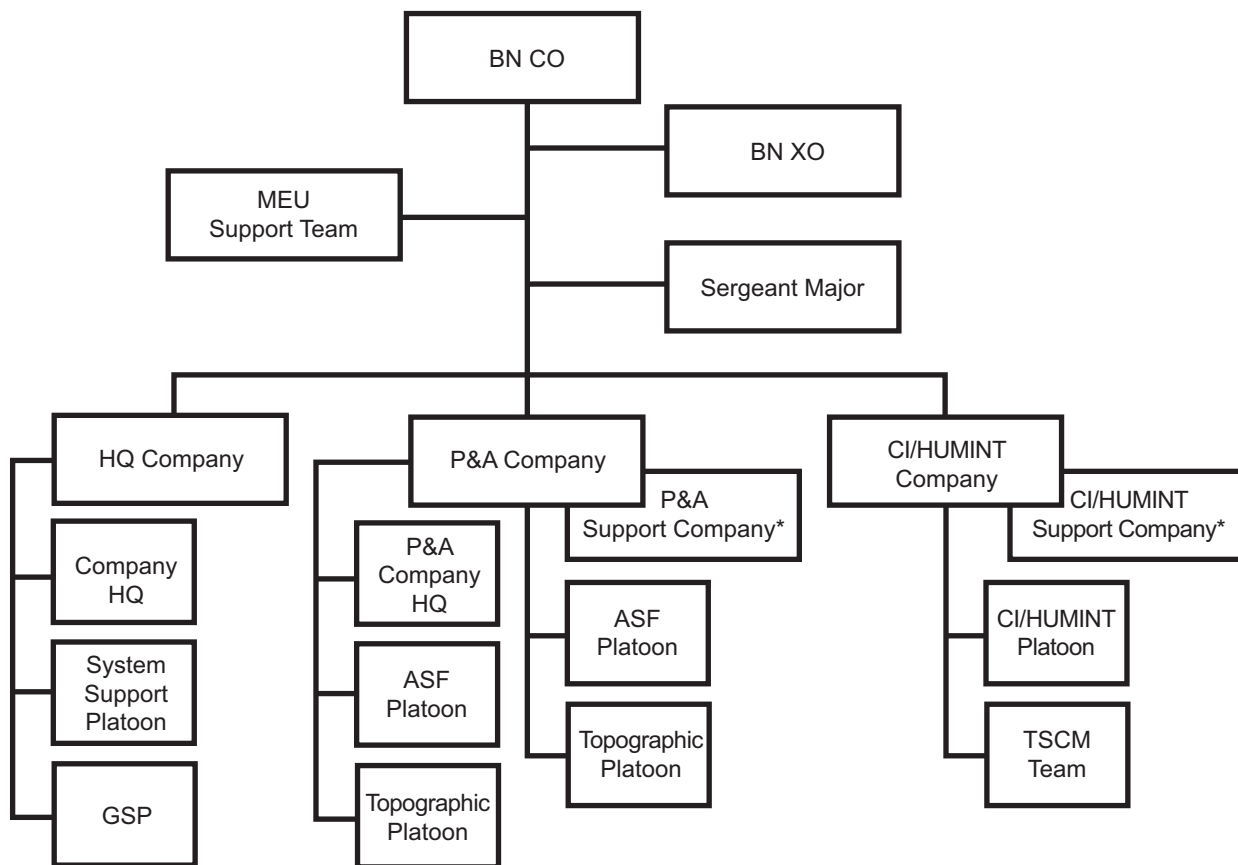 BN CO
BN XO
MEU
Support Team
Sergeant Major
HQ Company
P&A Company
P&A
Support Company*
CI/HUMINT
Company
CI/HUMINT
Support Company*
Company
HQ
System
Support
Platoon
GSP
P&A
Company
HQ
ASF
Platoon
Topographic
Platoon
ASF
Platoon
Topographic
Platoon
CI/HUMINT
Platoon
TSCM
Team